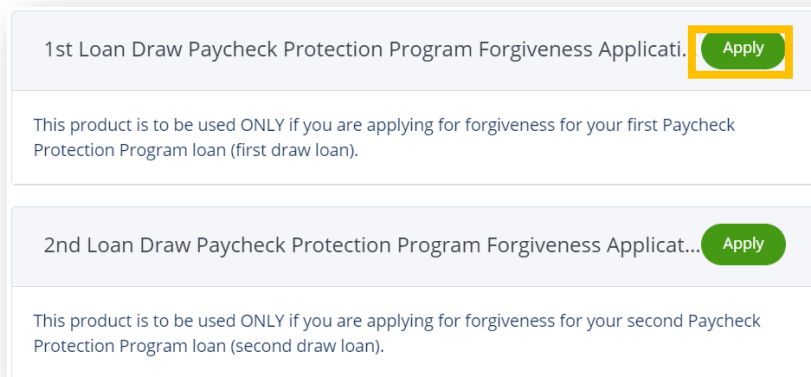 1st Loan Draw Paycheck Protection Program Forgiveness Applicati... Apply
This product is to be used ONLY if you are applying for forgiveness for your first Paycheck
Protection Program loan (first draw loan).
2nd Loan Draw Paycheck Protection Program Forgiveness Applicat... Apply
This product is to be used ONLY if you are applying for forgiveness for your second Paycheck
Protection Program loan (second draw loan).